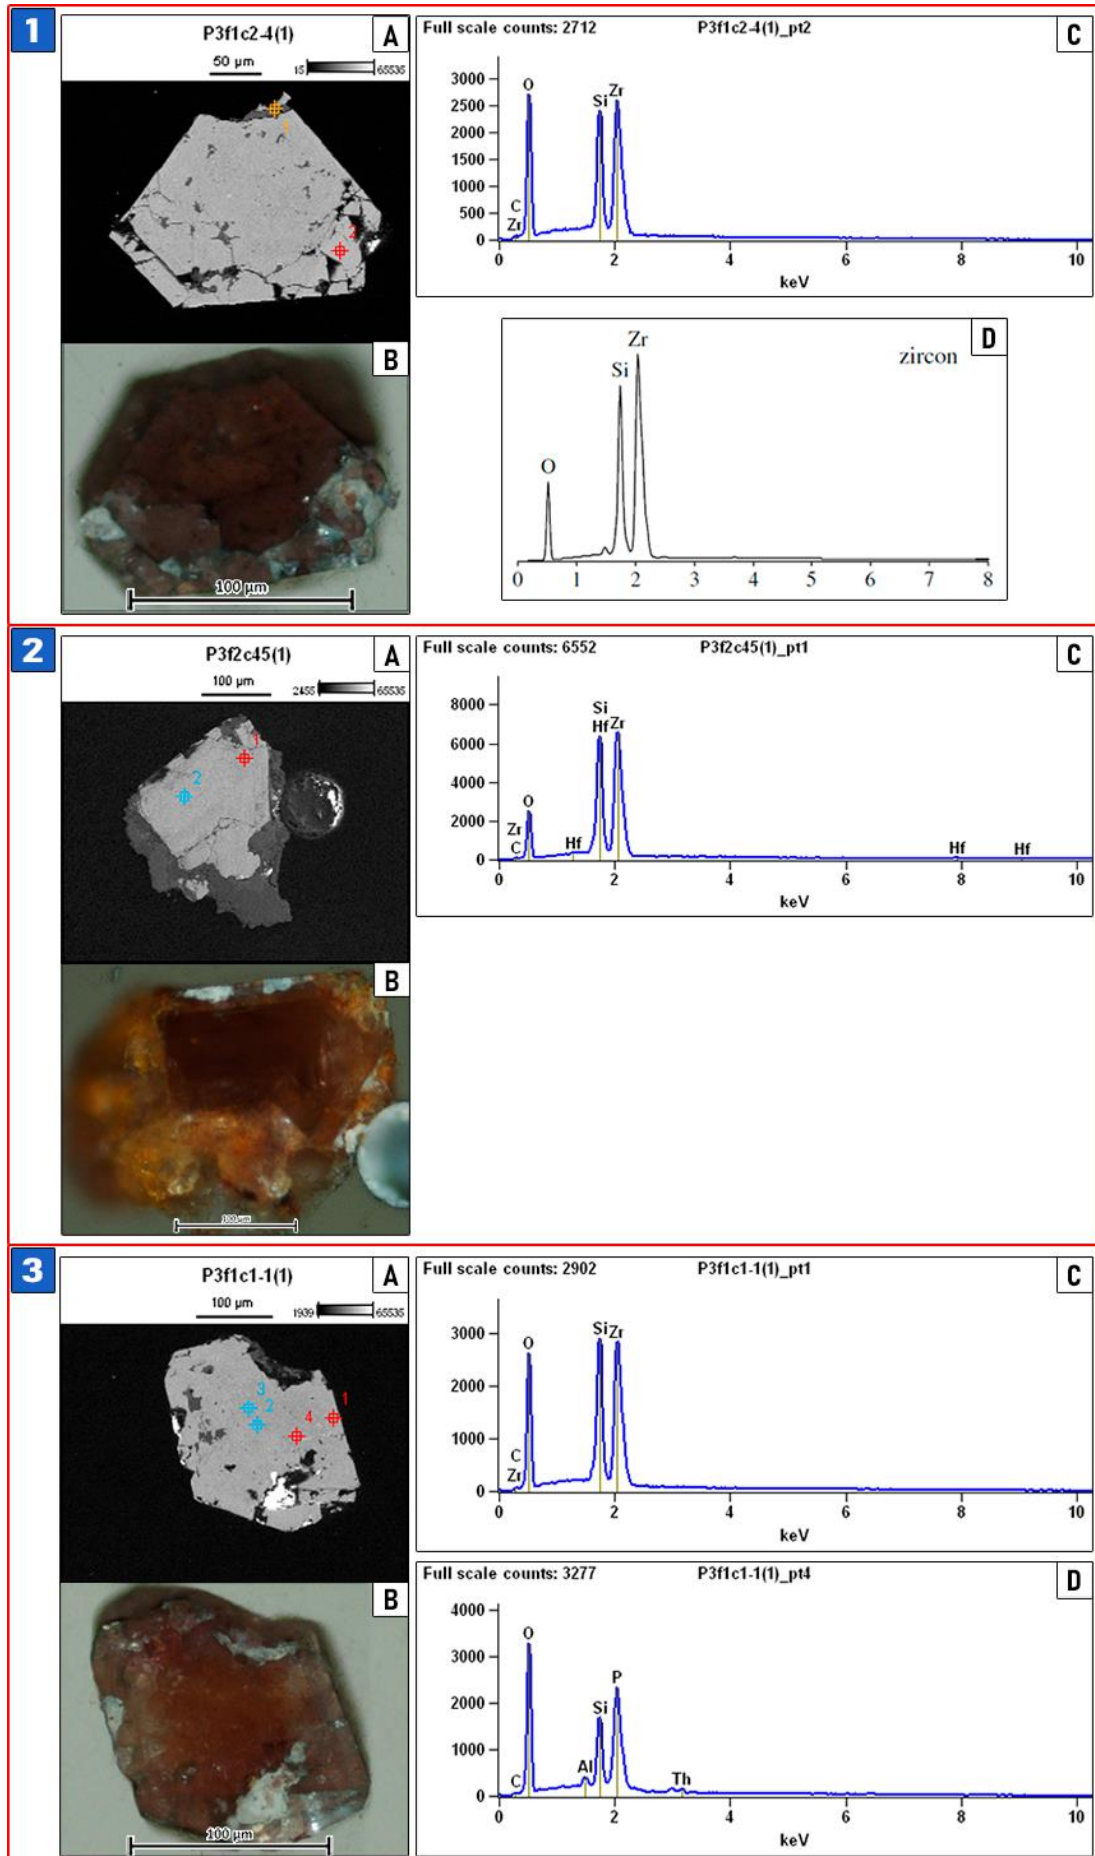 1
P3f1c2-4(1)
A
50 µm
15
65535
1
2
B
100 µm
Full scale counts: 2712
P3f1c2-4(1)_pt2
C
3000
2500
2000
1500
1000
500
0
O
Si
Zr
C
Zr
0 2 4 6 8 10
keV
D
zircon
Zr
Si
O
0 1 2 3 4 5 6 7 8
2
P3f2c45(1)
A
100 µm
2455
65535
1
2
B
100 µm
Full scale counts: 6552
P3f2c45(1)_pt1
C
8000
6000
4000
2000
0
Si
Hf Zr
O
Zr
C
Hf
Hf
Hf
0 2 4 6 8 10
keV
3
P3f1c1-1(1)
A
100 µm
1939
65535
3
2
4
1
B
100 µm
Full scale counts: 2902
P3f1c1-1(1)_pt1
C
3000
2000
1000
0
O
Si Zr
C
Zr
0 2 4 6 8 10
keV
Full scale counts: 3277
P3f1c1-1(1)_pt4
D
4000
3000
2000
1000
0
O
P
Si
Al
C
Th
0 2 4 6 8 10
keV